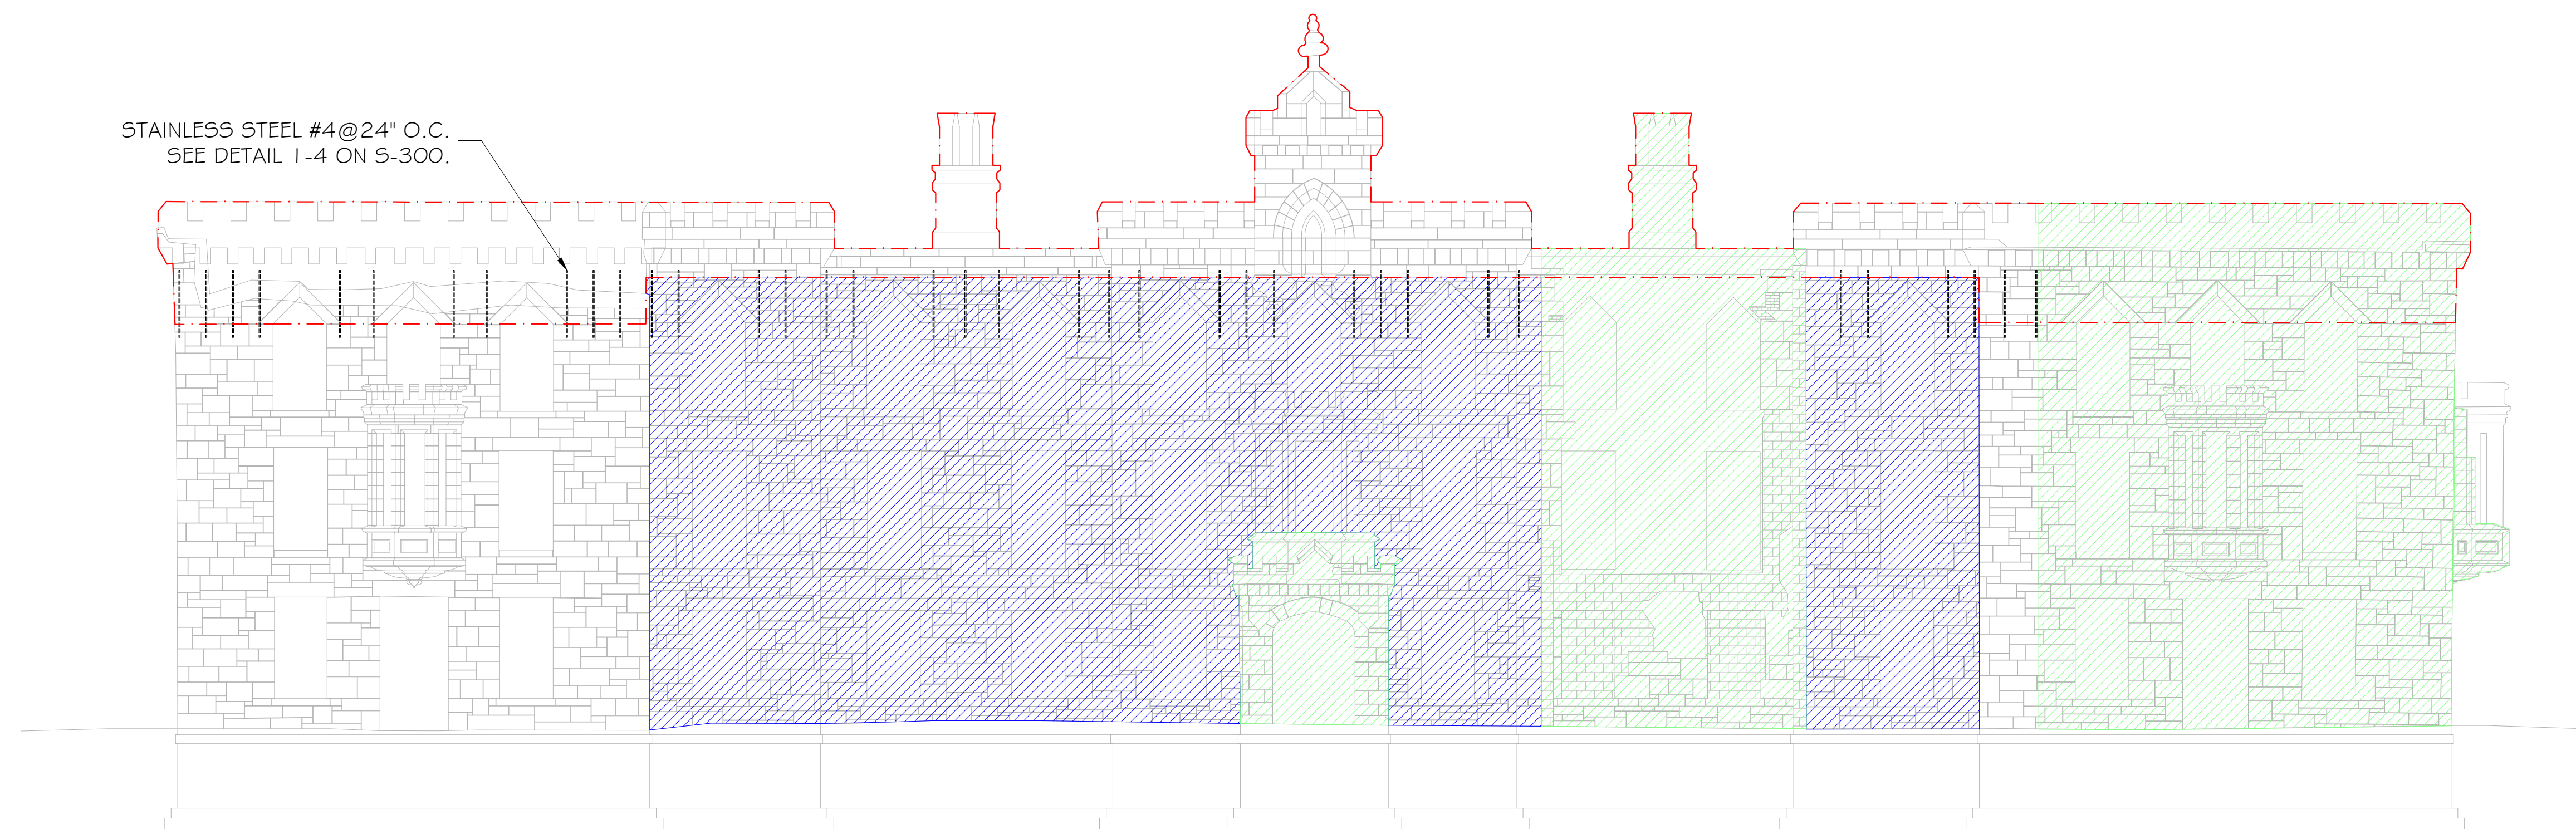 STAINLESS STEEL #4@24" O.C.
SEE DETAIL 1-4 ON S-300.